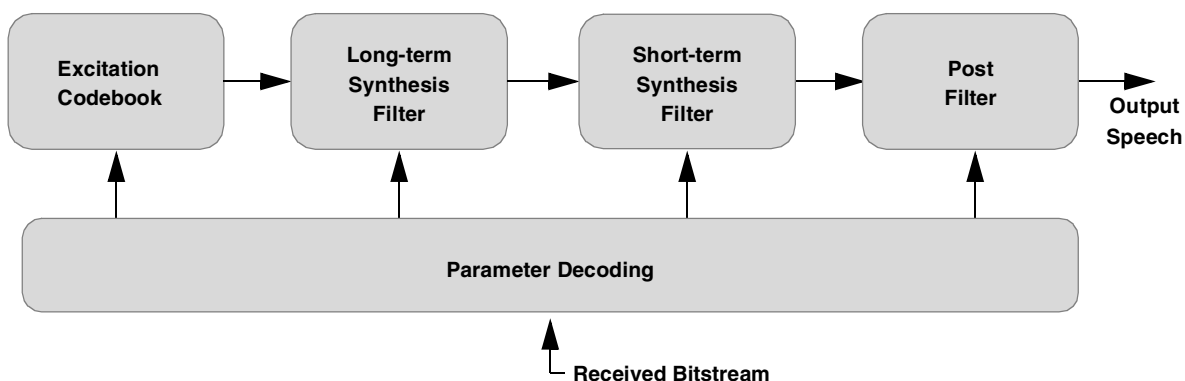 Excitation
Codebook
Long-term
Synthesis
Filter
Short-term
Synthesis
Filter
Post
Filter
Output
Speech
Parameter Decoding
Received Bitstream